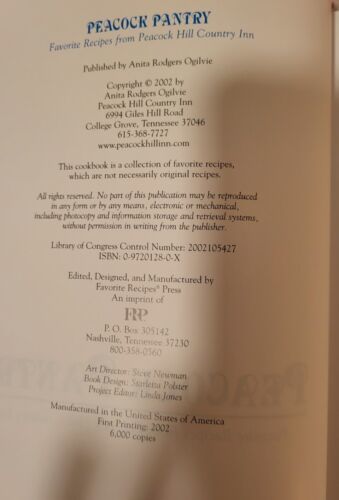 PEACOCK PANTRY
Favorite Recipes from Peacock Hill Country Inn
Published by Anita Rodgers Ogilvie
Copyright © 2002 by
Anita Rodgers Ogilvie
Peacock Hill Country Inn
6994 Giles Hill Road
College Grove, Tennessee 37046
615-368-7727
www.peacockhillinn.com
This cookbook is a collection of favorite recipes,
which are not necessarily original recipes.
All rights reserved. No part of this publication may be reproduced
in any form or by any means, electronic or mechanical,
including photocopy and information storage and retrieval systems,
without permission in writing from the publisher.
Library of Congress Control Number: 2002105427
ISBN: 0-9720128-0-X
Edited, Designed, and Manufactured by
Favorite Recipes® Press
An imprint of
FRP
P. O. Box 305142
Nashville, Tennessee 37230
800-358-0560
Art Director: Steve Newman
Book Design: Starletta Polster
Project Editor: Linda Jones
Manufactured in the United States of America
First Printing: 2002
6,000 copies